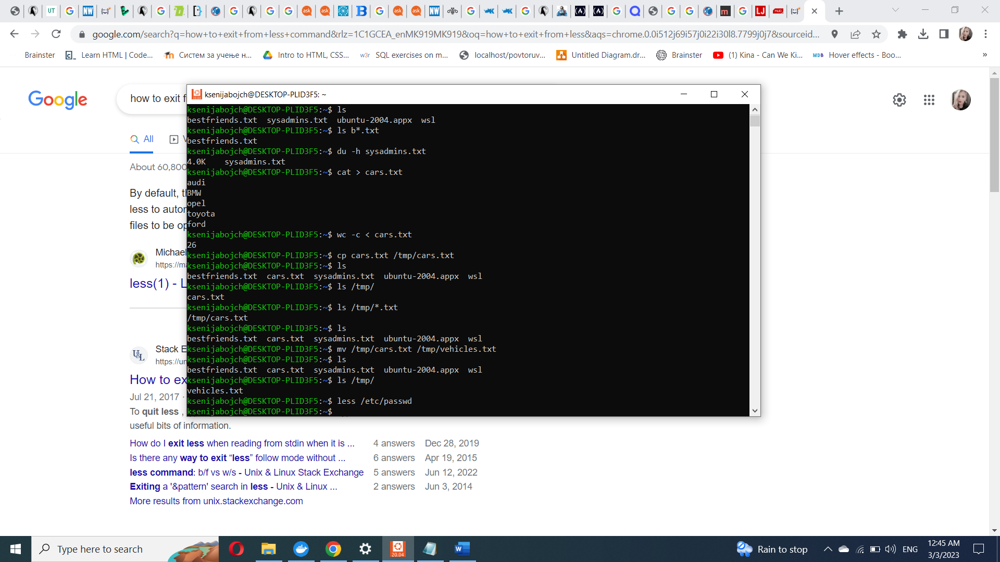 UT
NW
ask
ask
B
ask
ask
NW
m
LJ
HUD
google.com/search?q=how+to+exit+from+less+command&rlz=1C1GCEA_enMK919MK919&oq=how+to+exit+from+less&aqs=chrome.0.0i512j69i57j0i22i30l8.7799j0j7&sourceid...
Brainster
Learn HTML | Code...
Систем за учење н...
Intro to HTML, CSS...
w3r SQL exercises on m...
localhost/povtoruv...
Untitled Diagram.dr...
Brainster
(1) Kina - Can We Ki...
MDB Hover effects - Boo...
»
Google
how to exit f
All
V
About 60,800
By default, t
less to autor
files to be op
Michael
https://m
less(1) - L
Stack E
https://un
How to ex
Jul 21, 2017 ·
To quit less ,
useful bits of information.
How do I exit less when reading from stdin when it is ... 4 answers Dec 28, 2019
Is there any way to exit “less” follow mode without ... 6 answers Apr 19, 2015
less command: b/f vs w/s - Unix & Linux Stack Exchange 5 answers Jun 12, 2022
Exiting a '&pattern' search in less - Unix & Linux ... 2 answers Jun 3, 2014
More results from unix.stackexchange.com
ksenijabojch@DESKTOP-PLID3F5: ~
ksenijabojch@DESKTOP-PLID3F5:~$ ls
bestfriends.txt sysadmins.txt ubuntu-2004.appx wsl
ksenijabojch@DESKTOP-PLID3F5:~$ ls b*.txt
bestfriends.txt
ksenijabojch@DESKTOP-PLID3F5:~$ du -h sysadmins.txt
4.0K sysadmins.txt
ksenijabojch@DESKTOP-PLID3F5:~$ cat > cars.txt
audi
BMW
opel
toyota
ford
ksenijabojch@DESKTOP-PLID3F5:~$ wc -c < cars.txt
26
ksenijabojch@DESKTOP-PLID3F5:~$ cp cars.txt /tmp/cars.txt
ksenijabojch@DESKTOP-PLID3F5:~$ ls
bestfriends.txt cars.txt sysadmins.txt ubuntu-2004.appx wsl
ksenijabojch@DESKTOP-PLID3F5:~$ ls /tmp/
cars.txt
ksenijabojch@DESKTOP-PLID3F5:~$ ls /tmp/*.txt
/tmp/cars.txt
ksenijabojch@DESKTOP-PLID3F5:~$ ls
bestfriends.txt cars.txt sysadmins.txt ubuntu-2004.appx wsl
ksenijabojch@DESKTOP-PLID3F5:~$ mv /tmp/cars.txt /tmp/vehicles.txt
ksenijabojch@DESKTOP-PLID3F5:~$ ls
bestfriends.txt cars.txt sysadmins.txt ubuntu-2004.appx wsl
ksenijabojch@DESKTOP-PLID3F5:~$ ls /tmp/
vehicles.txt
ksenijabojch@DESKTOP-PLID3F5:~$ less /etc/passwd
ksenijabojch@DESKTOP-PLID3F5:~$
Type here to search
20.04
Rain to stop
ENG
12:45 AM
3/3/2023